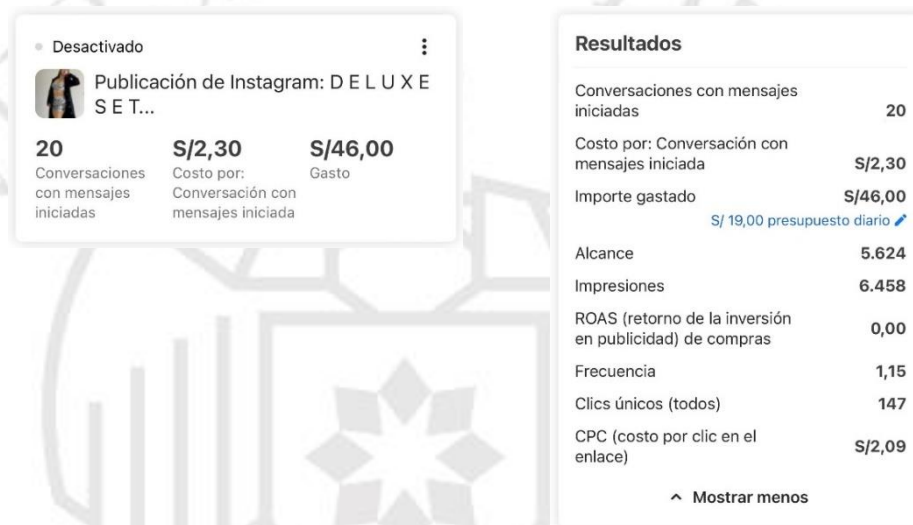 Desactivado
Publicación de Instagram: D E L U X E
S E T...
20
Conversaciones
con mensajes
iniciadas
S/2,30
Costo por:
Conversación con
mensajes iniciada
S/46,00
Gasto
Resultados
Conversaciones con mensajes
iniciadas 20
Costo por: Conversación con
mensajes iniciada S/2,30
Importe gastado S/46,00
S/ 19,00 presupuesto diario
Alcance 5.624
Impresiones 6.458
ROAS (retorno de la inversión
en publicidad) de compras 0,00
Frecuencia 1,15
Clics únicos (todos) 147
CPC (costo por clic en el
enlace) S/2,09
Mostrar menos